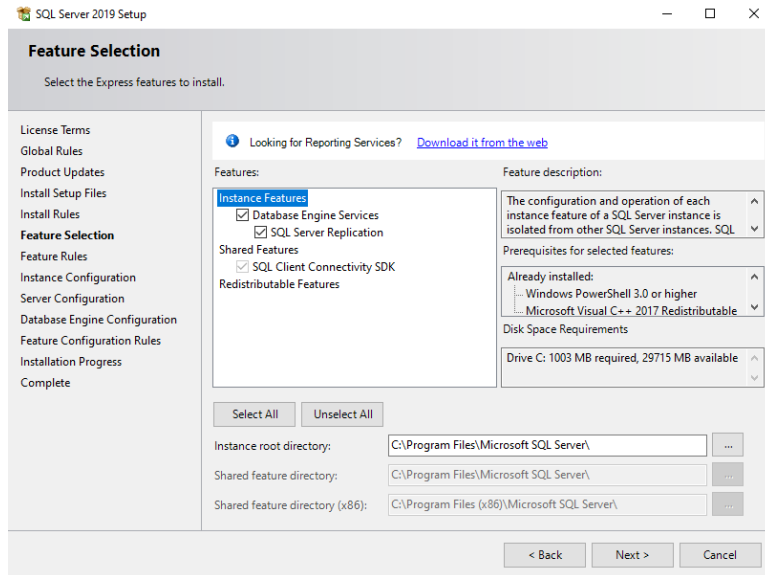 SQL Server 2019 Setup
Feature Selection
Select the Express features to install.
License Terms
Global Rules
Product Updates
Install Setup Files
Install Rules
Feature Selection
Feature Rules
Instance Configuration
Server Configuration
Database Engine Configuration
Feature Configuration Rules
Installation Progress
Complete
Looking for Reporting Services? Download it from the web
Features:
Instance Features
Database Engine Services
SQL Server Replication
Shared Features
SQL Client Connectivity SDK
Redistributable Features
Feature description:
The configuration and operation of each
instance feature of a SQL Server instance is
isolated from other SQL Server instances. SQL
Prerequisites for selected features:
Already installed:
Windows PowerShell 3.0 or higher
Microsoft Visual C++ 2017 Redistributable
Disk Space Requirements
Drive C: 1003 MB required, 29715 MB available
Select All
Unselect All
Instance root directory:
C:\Program Files\Microsoft SQL Server\
...
Shared feature directory:
C:\Program Files\Microsoft SQL Server\
...
Shared feature directory (x86):
C:\Program Files (x86)\Microsoft SQL Server\
...
< Back
Next >
Cancel